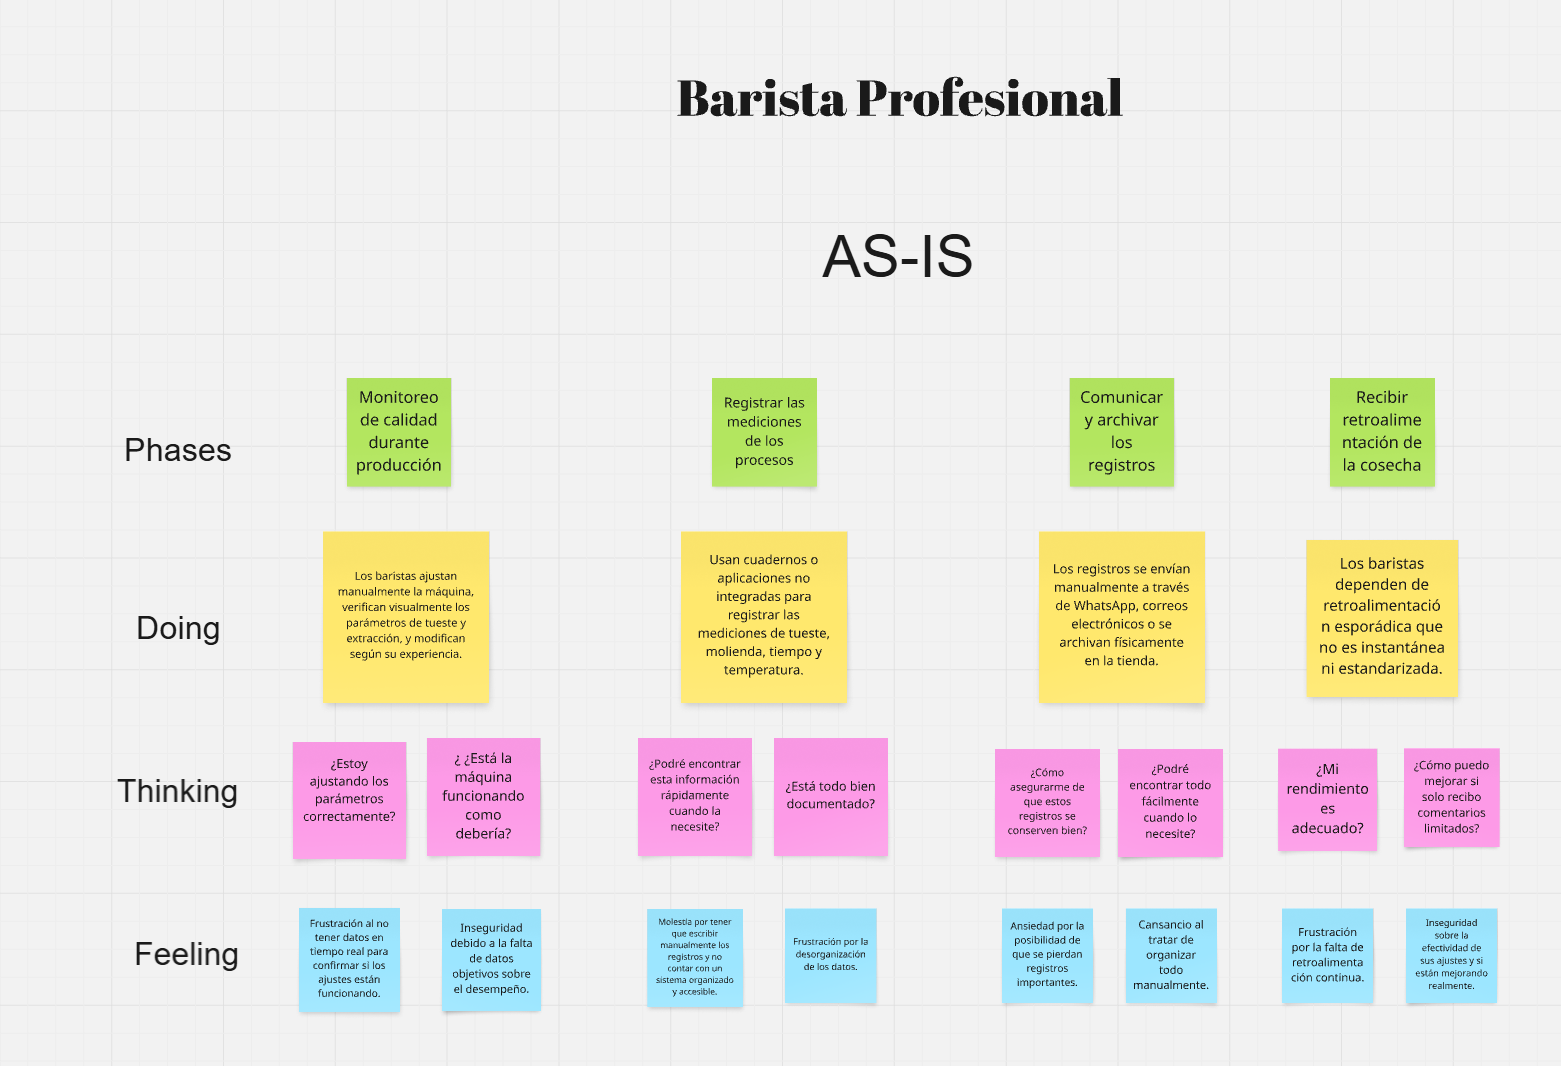 Barista Profesional
AS-IS
Phases
Monitoreo
de calidad
durante
producción
Registrar las
mediciones
de los
procesos
Comunicar
y archivar
los
registros
Recibir
retroalime
ntación de
la cosecha
Doing
Los baristas ajustan
manualmente la máquina,
verifican visualmente los
parámetros de tueste y
extracción, y modifican
según su experiencia.
Usan cuadernos o
aplicaciones no
integradas para
registrar las
mediciones de tueste,
molienda, tiempo y
temperatura.
Los registros se envían
manualmente a través
de WhatsApp, correos
electrónicos o se
archivan físicamente
en la tienda.
Los baristas
dependen de
retroalimentació
n esporádica que
no es instantánea
ni estandarizada.
Thinking
¿Estoy
ajustando los
parámetros
correctamente?
¿ ¿Está la
máquina
funcionando
como
debería?
¿Podré encontrar
esta información
rápidamente
cuando la
necesite?
¿Está todo bien
documentado?
¿Cómo
asegurarme de
que estos
registros se
conserven bien?
¿Podré
encontrar todo
fácilmente
cuando lo
necesite?
¿Mi
rendimiento
es
adecuado?
¿Cómo puedo
mejorar si
solo recibo
comentarios
limitados?
Feeling
Frustración al no
tener datos en
tiempo real para
confirmar si los
ajustes están
funcionando.
Inseguridad
debido a la falta
de datos
objetivos sobre
el desempeño.
Molestia por tener
que escribir
manualmente los
registros y no
contar con un
sistema organizado
y accesible.
Frustración por la
desorganización
de los datos.
Ansiedad por la
posibilidad de
que se pierdan
registros
importantes.
Cansancio al
tratar de
organizar
todo
manualmente.
Frustración
por la falta de
retroalimenta
ción continua.
Inseguridad
sobre la
efectividad de
sus ajustes y si
están mejorando
realmente.